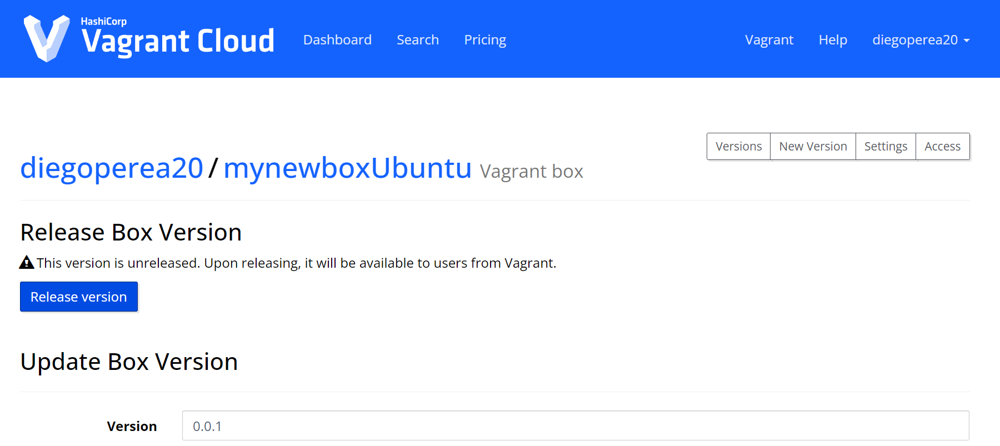 HashiCorp
Vagrant Cloud Dashboard Search Pricing Vagrant Help diegoperea20
Versions New Version Settings Access
diegoperea20/mynewboxUbuntu Vagrant box
Release Box Version
This version is unreleased. Upon releasing, it will be available to users from Vagrant.
Release version
Update Box Version
Version 0.0.1